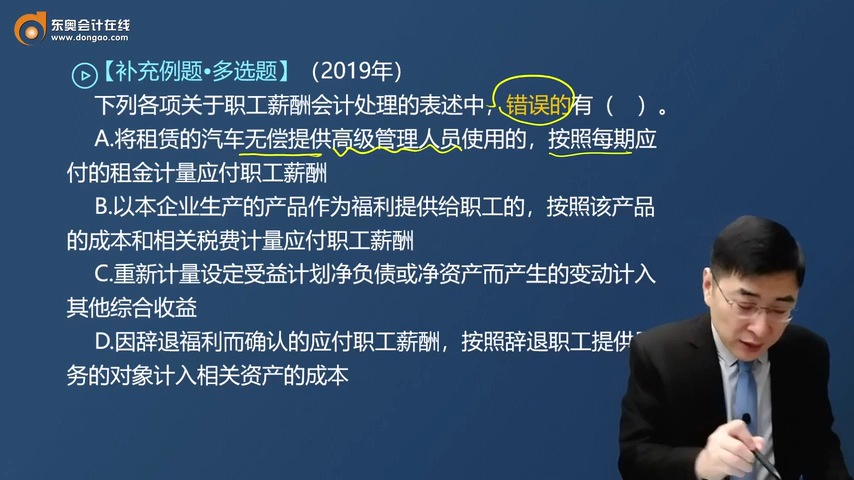 东奥会计在线
www.dongao.com
【补充例题•多选题】（2019年）
下列各项关于职工薪酬会计处理的表述中，错误的有（ ）。
A.将租赁的汽车无偿提供高级管理人员使用的，按照每期应
付的租金计量应付职工薪酬
B.以本企业生产的产品作为福利提供给职工的，按照该产品
的成本和相关税费计量应付职工薪酬
C.重新计量设定受益计划净负债或净资产而产生的变动计入
其他综合收益
D.因辞退福利而确认的应付职工薪酬，按照辞退职工提供
务的对象计入相关资产的成本